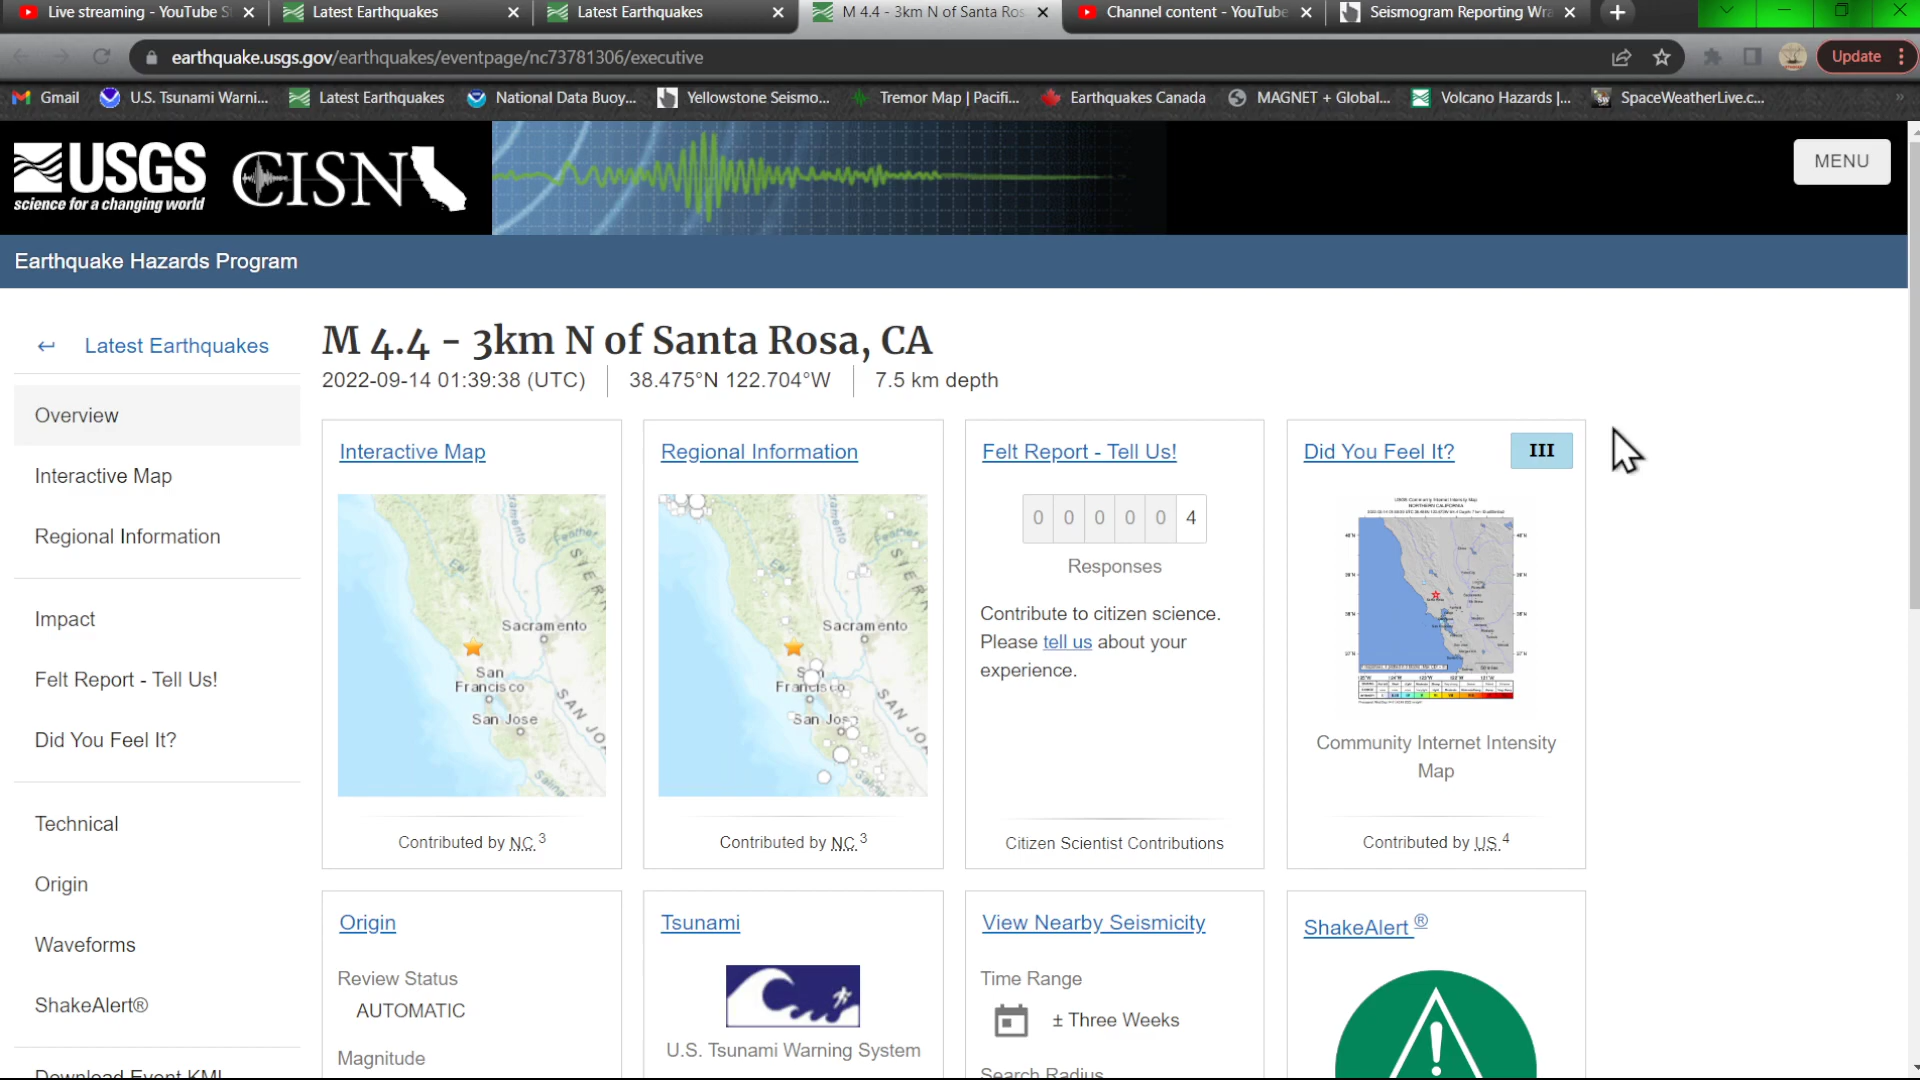 Live streaming - YouTube S
Latest Earthquakes
Latest Earthquakes
M 4.4 - 3km N of Santa Ros
Channel content - YouTube
Seismogram Reporting Wra
earthquake.usgs.gov/earthquakes/eventpage/nc73781306/executive
Update
Gmail
U.S. Tsunami Warni...
Latest Earthquakes
National Data Buoy...
Yellowstone Seismo...
Tremor Map | Pacifi...
Earthquakes Canada
MAGNET + Global...
Volcano Hazards |...
SpaceWeatherLive.c...
USGS
science for a changing world
CISN
MENU
Earthquake Hazards Program
Latest Earthquakes
Overview
Interactive Map
Regional Information
Impact
Felt Report - Tell Us!
Did You Feel It?
Technical
Origin
Waveforms
ShakeAlert®
Download Event KML
M 4.4 - 3km N of Santa Rosa, CA
2022-09-14 01:39:38 (UTC)
38.475°N 122.704°W
7.5 km depth
Interactive Map
Sacramento
San
Francisco
San Jose
Contributed by NC 3
Regional Information
Sacramento
San
Francisco
San Jose
Contributed by NC 3
Felt Report - Tell Us!
0 0 0 0 0 4
Responses
Contribute to citizen science.
Please tell us about your
experience.
Citizen Scientist Contributions
Did You Feel It?
III
Community Internet Intensity
Map
Contributed by US 4
Origin
Review Status
AUTOMATIC
Magnitude
Tsunami
U.S. Tsunami Warning System
View Nearby Seismicity
Time Range
± Three Weeks
Search Radius
ShakeAlert ®